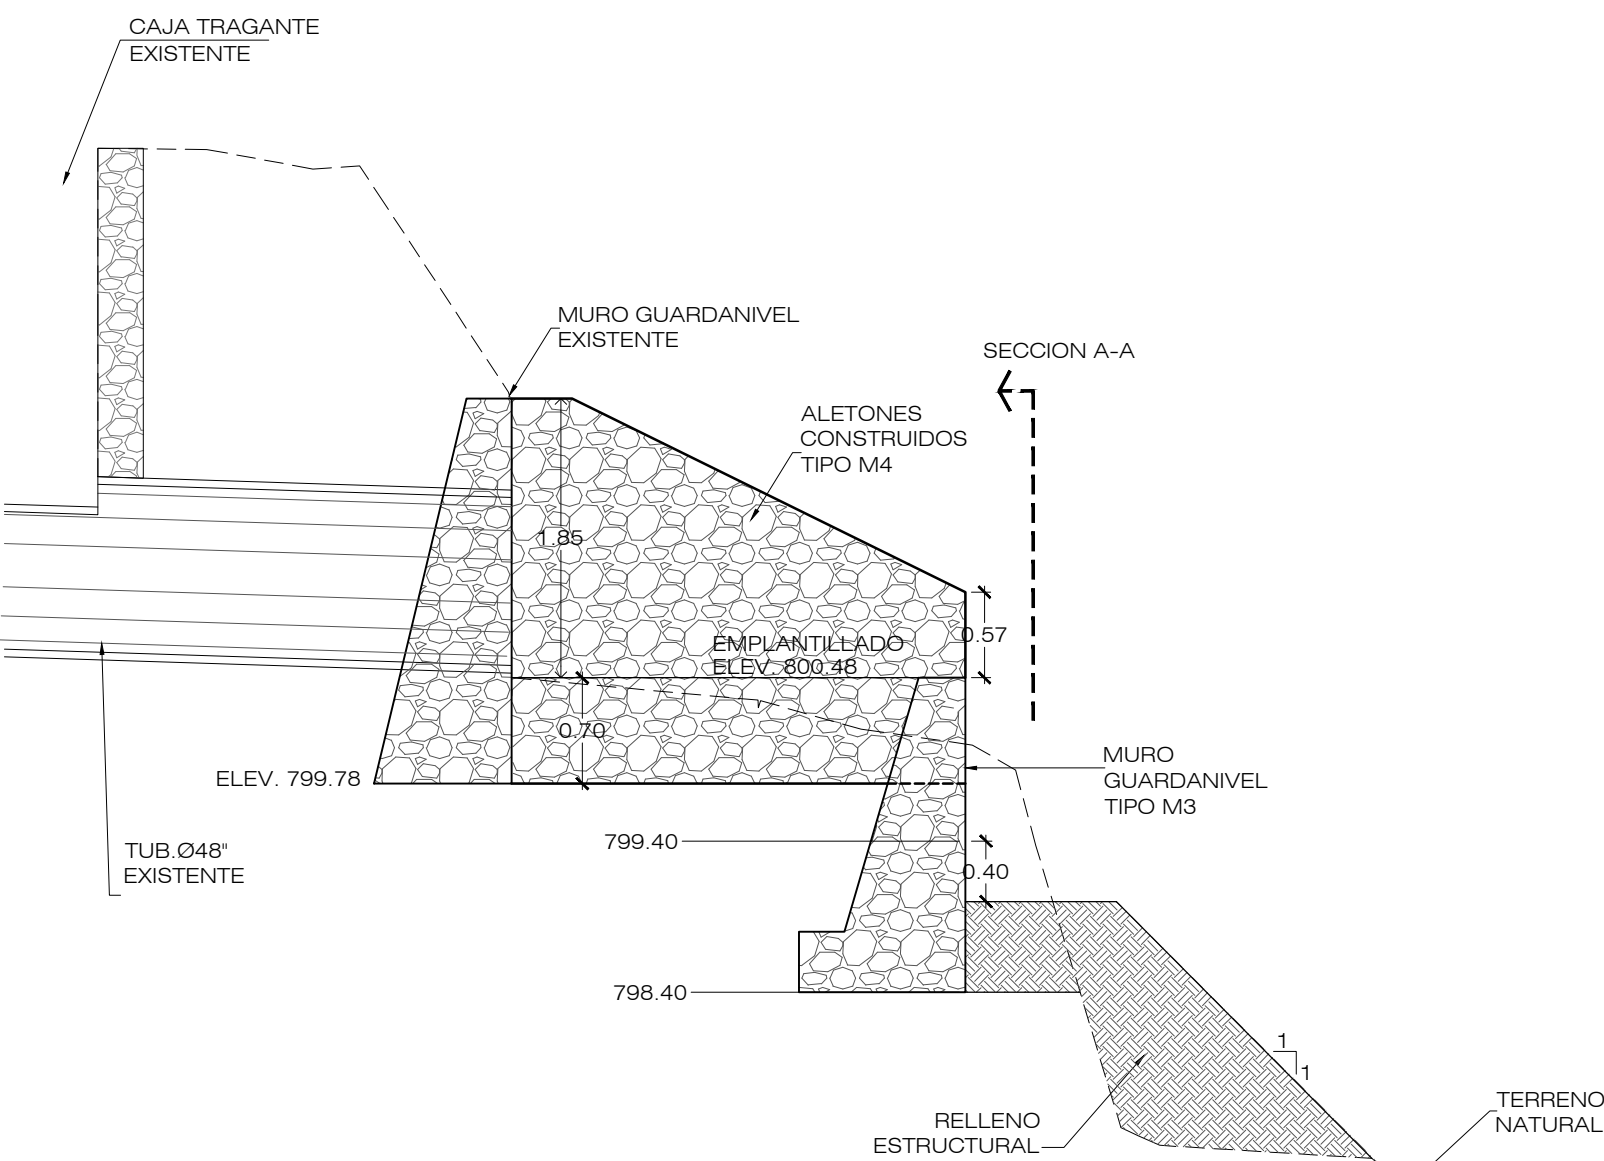 CAJA TRAGANTE
EXISTENTE
MURO GUARDANIVEL
EXISTENTE
SECCION A-A
ALETONES
CONSTRUIDOS
TIPO M4
1.85
0.57
EMPLANTILLADO
ELEV. 800.48
0.70
ELEV. 799.78
MURO
GUARDANIVEL
TIPO M3
799.40
0.40
TUB.Ø48"
EXISTENTE
798.40
1
1
RELLENO
ESTRUCTURAL
TERRENO
NATURAL